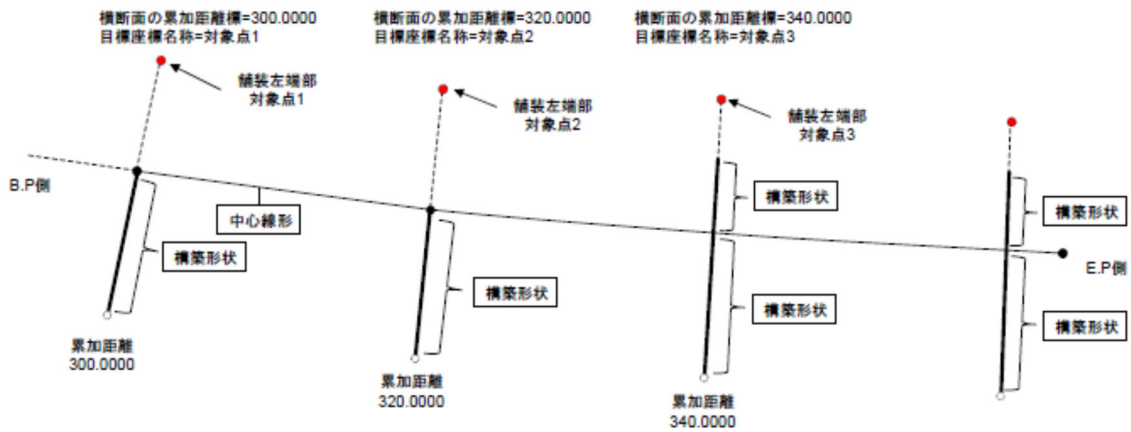 横断面の累加距離標=300.0000
目標座標名称=対象点1
横断面の累加距離標=320.0000
目標座標名称=対象点2
横断面の累加距離標=340.0000
目標座標名称=対象点3
舗装左端部
対象点1
舗装左端部
対象点2
舗装左端部
対象点3
B.P側
中心線形
構築形状
構築形状
構築形状
構築形状
構築形状
構築形状
E.P側
累加距離
300.0000
累加距離
320.0000
累加距離
340.0000